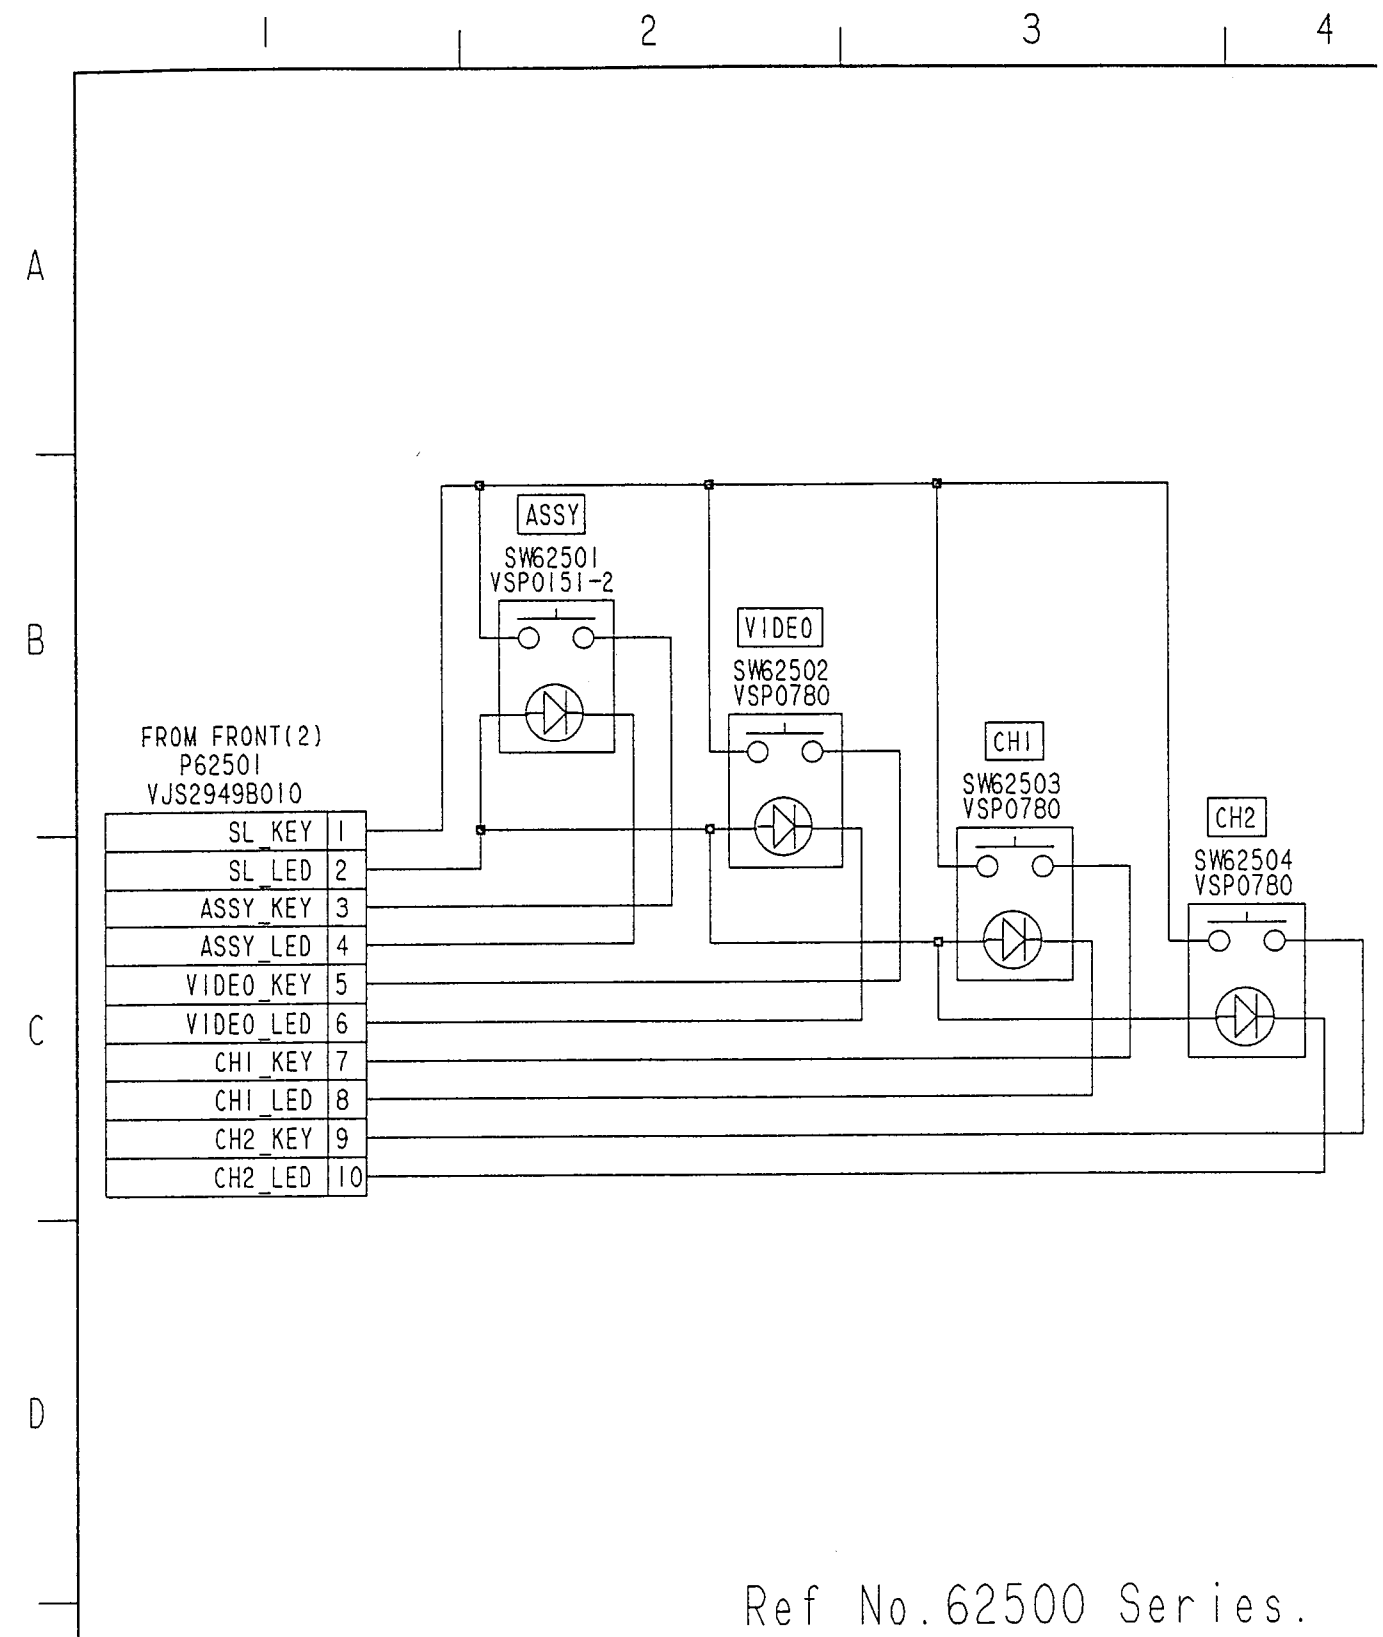 1 2 3 4
A
B
C
D
ASSY
SW62501
VSP0151-2
VIDEO
SW62502
VSP0780
CH1
SW62503
VSP0780
CH2
SW62504
VSP0780
FROM FRONT(2)
P62501
VJS2949B010
SL_KEY 1
SL_LED 2
ASSY_KEY 3
ASSY_LED 4
VIDEO_KEY 5
VIDEO_LED 6
CH1_KEY 7
CH1_LED 8
CH2_KEY 9
CH2_LED 10
Ref No.62500 Series.